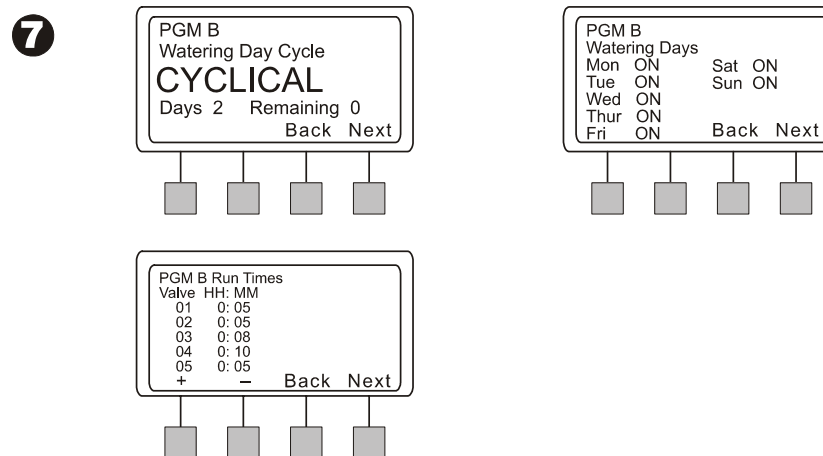 7
PGM B
Watering Day Cycle
CYCLICAL
Days 2 Remaining 0
Back Next
PGM B
Watering Days
Mon ON Sat ON
Tue ON Sun ON
Wed ON
Thur ON
Fri ON Back Next
PGM B Run Times
Valve HH: MM
01 0: 05
02 0: 05
03 0: 08
04 0: 10
05 0: 05
+ – Back Next